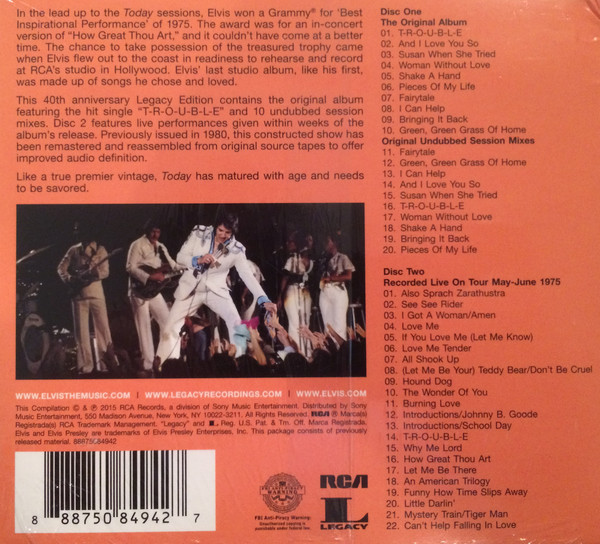 In the lead up to the Today sessions, Elvis won a Grammy® for 'Best
Inspirational Performance' of 1975. The award was for an in-concert
version of "How Great Thou Art," and it couldn't have come at a better
time. The chance to take possession of the treasured trophy came
when Elvis flew out to the coast in readiness to rehearse and record
at RCA's studio in Hollywood. Elvis' last studio album, like his first,
was made up of songs he chose and loved.
This 40th anniversary Legacy Edition contains the original album
featuring the hit single "T-R-O-U-B-L-E" and 10 undubbed session
mixes. Disc 2 features live performances given within weeks of the
album's release. Previously issued in 1980, this constructed show has
been remastered and reassembled from original source tapes to offer
improved audio definition.
Like a true premier vintage, Today has matured with age and needs
to be savored.
WWW.ELVISTHEMUSIC.COM | WWW.LEGACYRECORDINGS.COM | WWW.ELVIS.COM
This Compilation © & ℗ 2015 RCA Records, a division of Sony Music Entertainment. Distributed by Sony
Music Entertainment, 550 Madison Avenue, New York, NY 10022-3211. All Rights Reserved. RCA ® Marca(s)
Registrada(s) RCA Trademark Management. "Legacy" and L Reg. U.S. Pat. & Tm. Off. Marca Registrada.
Elvis and Elvis Presley are trademarks of Elvis Presley Enterprises, Inc. This package consists of previously
released material. 88875084942
8 88750 84942 7
FBI ANTI-PIRACY
WARNING
FBI Anti-Piracy Warning:
Unauthorized copying is
punishable under federal law.
RCA
L
LEGACY
Disc One
The Original Album
01. T-R-O-U-B-L-E
02. And I Love You So
03. Susan When She Tried
04. Woman Without Love
05. Shake A Hand
06. Pieces Of My Life
07. Fairytale
08. I Can Help
09. Bringing It Back
10. Green, Green Grass Of Home
Original Undubbed Session Mixes
11. Fairytale
12. Green, Green Grass Of Home
13. I Can Help
14. And I Love You So
15. Susan When She Tried
16. T-R-O-U-B-L-E
17. Woman Without Love
18. Shake A Hand
19. Bringing It Back
20. Pieces Of My Life
Disc Two
Recorded Live On Tour May-June 1975
01. Also Sprach Zarathustra
02. See See Rider
03. I Got A Woman/Amen
04. Love Me
05. If You Love Me (Let Me Know)
06. Love Me Tender
07. All Shook Up
08. (Let Me Be Your) Teddy Bear/Don't Be Cruel
09. Hound Dog
10. The Wonder Of You
11. Burning Love
12. Introductions/Johnny B. Goode
13. Introductions/School Day
14. T-R-O-U-B-L-E
15. Why Me Lord
16. How Great Thou Art
17. Let Me Be There
18. An American Trilogy
19. Funny How Time Slips Away
20. Little Darlin'
21. Mystery Train/Tiger Man
22. Can't Help Falling In Love